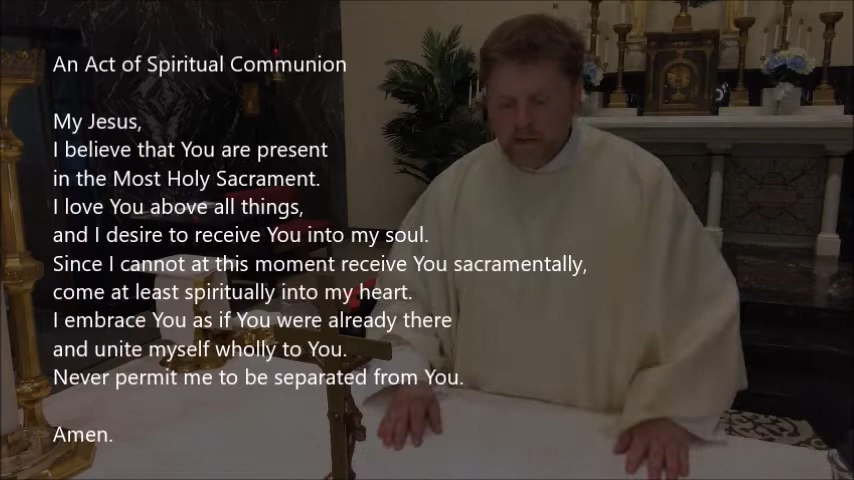 An Act of Spiritual Communion
My Jesus,
I believe that You are present
in the Most Holy Sacrament.
I love You above all things,
and I desire to receive You into my soul.
Since I cannot at this moment receive You sacramentally,
come at least spiritually into my heart.
I embrace You as if You were already there
and unite myself wholly to You.
Never permit me to be separated from You.
Amen.